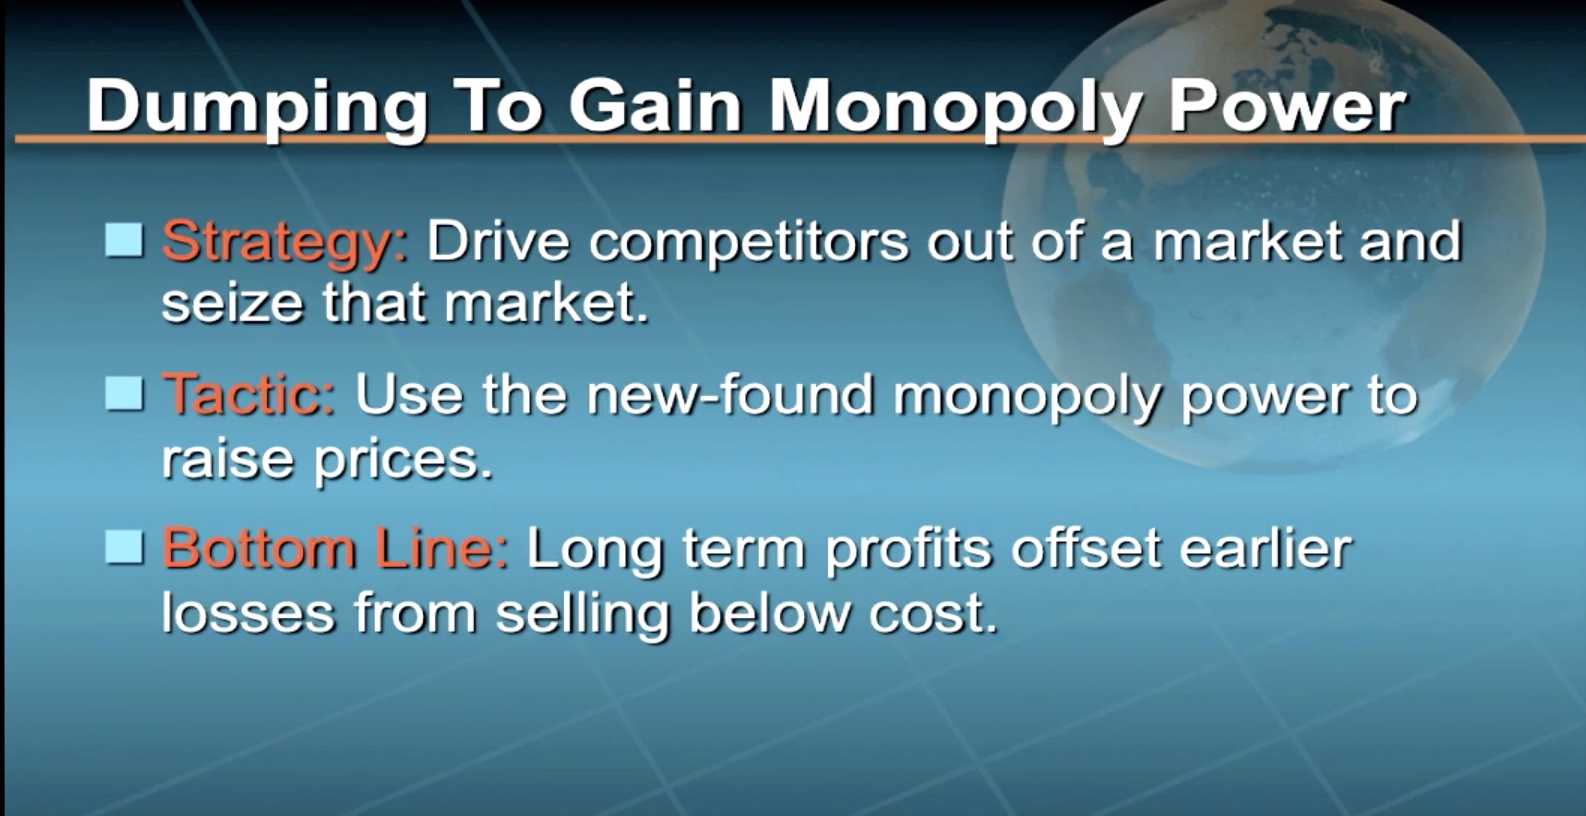 Dumping To Gain Monopoly Power
Strategy: Drive competitors out of a market and
seize that market.
Tactic: Use the new-found monopoly power to
raise prices.
Bottom Line: Long term profits offset earlier
losses from selling below cost.